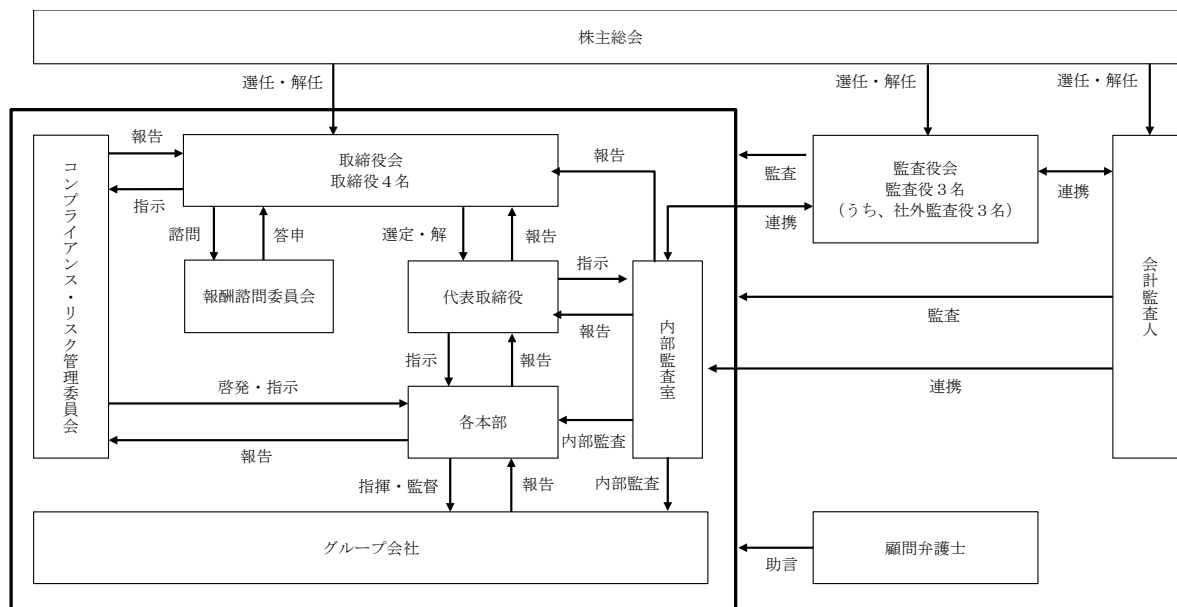 株主総会
選任・解任
選任・解任
選任・解任
コンプライアンス・リスク管理委員会
報告
指示
取締役会
取締役４名
報告
監査
連携
監査役会
監査役３名
（うち、社外監査役３名）
連携
会計監査人
諮問
答申
選定・解
報告
報酬諮問委員会
代表取締役
指示
報告
内部監査室
監査
連携
指示
報告
啓発・指示
報告
各本部
内部監査
指揮・監督
報告
内部監査
グループ会社
助言
顧問弁護士